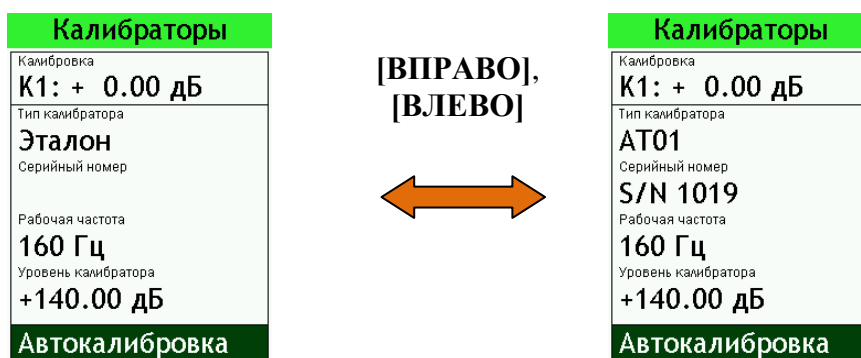 Калибраторы
Калибровка
К1: + 0.00 дБ
Тип калибратора
Эталон
Серийный номер
Рабочая частота
160 Гц
Уровень калибратора
+140.00 дБ
Автокалибровка
[ВПРАВО],
[ВЛЕВО]
Калибраторы
Калибровка
К1: + 0.00 дБ
Тип калибратора
АТ01
Серийный номер
S/N 1019
Рабочая частота
160 Гц
Уровень калибратора
+140.00 дБ
Автокалибровка